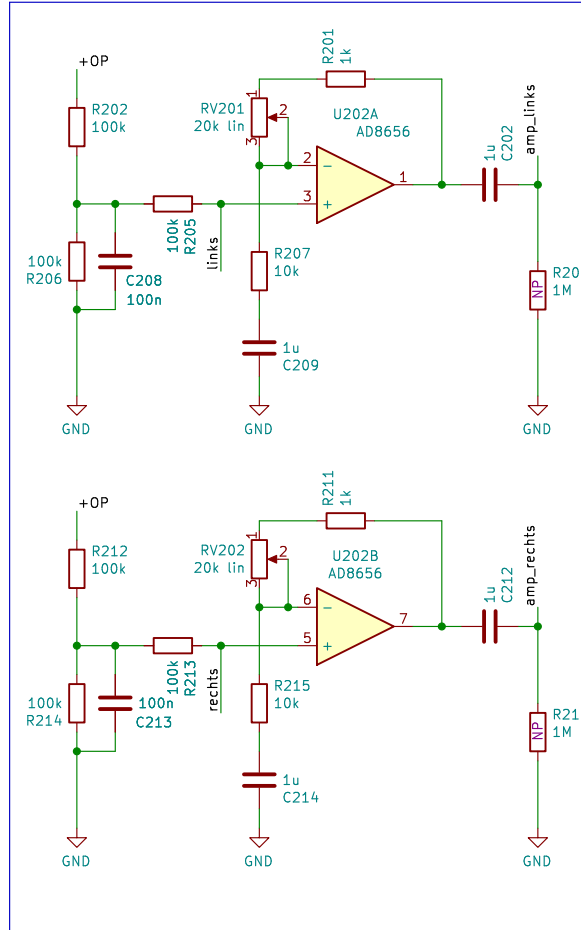 +OP
R202
100k
R201
1k
RV201
20k lin
1
2
3
U202A
AD8656
2
3
1
−
+
1u
C202
amp_links
100k
R206
C208
100n
100k
R205
links
R207
10k
1u
C209
R20
1M
NP
GND
GND
GND
+OP
R212
100k
R211
1k
RV202
20k lin
1
2
3
U202B
AD8656
6
5
7
−
+
1u
C212
amp_rechts
100k
R214
100n
C213
100k
R213
rechts
R215
10k
1u
C214
R21
1M
NP
GND
GND
GND